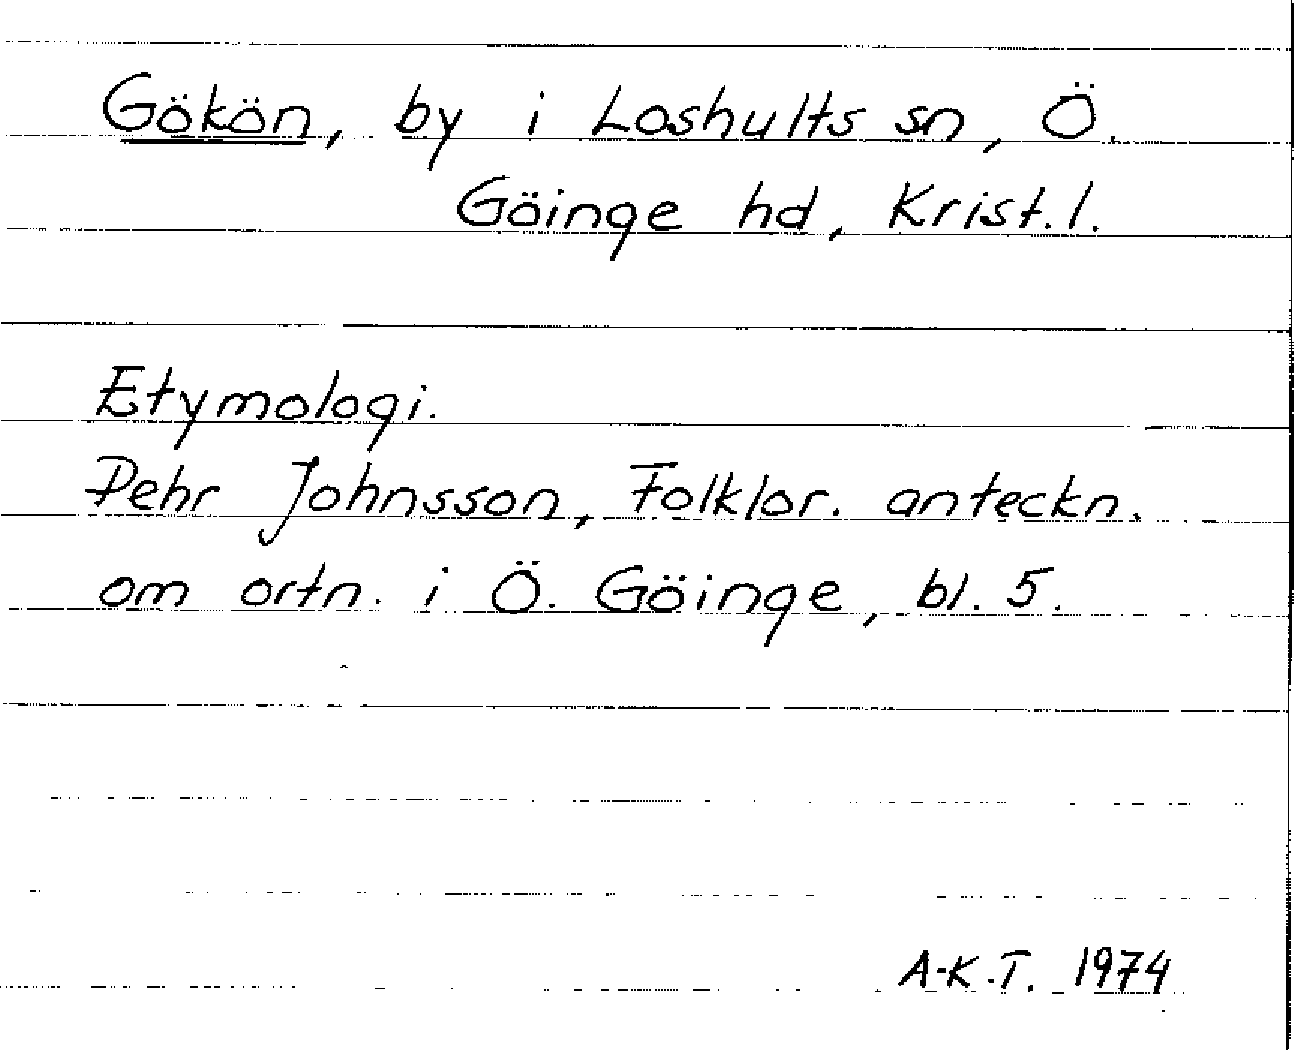 Gökön, by i Loshults sn, Ö.
Göinge hd, Krist. l.
Etymologi.
Pehr Johnsson, Folklor. anteckn.
om ortn. i Ö. Göinge, bl. 5.
A-K.T. 1974